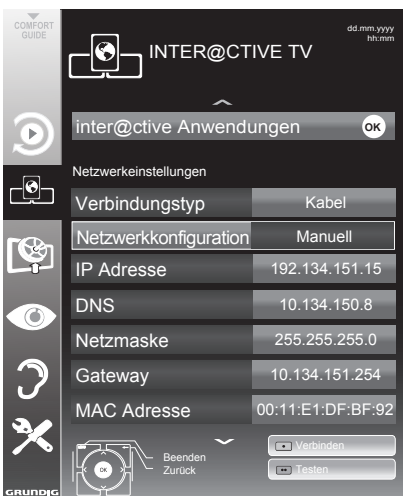 COMFORT
GUIDE
INTER@CTIVE TV
dd.mm.yyyy
hh:mm
inter@ctive Anwendungen OK
Netzwerkeinstellungen
Verbindungstyp Kabel
Netzwerkkonfiguration Manuell
IP Adresse 192.134.151.15
DNS 10.134.150.8
Netzmaske 255.255.255.0
Gateway 10.134.151.254
MAC Adresse 00:11:E1:DF:BF:92
OK
Beenden
Zurück
Verbinden
Testen
GRUNDIG